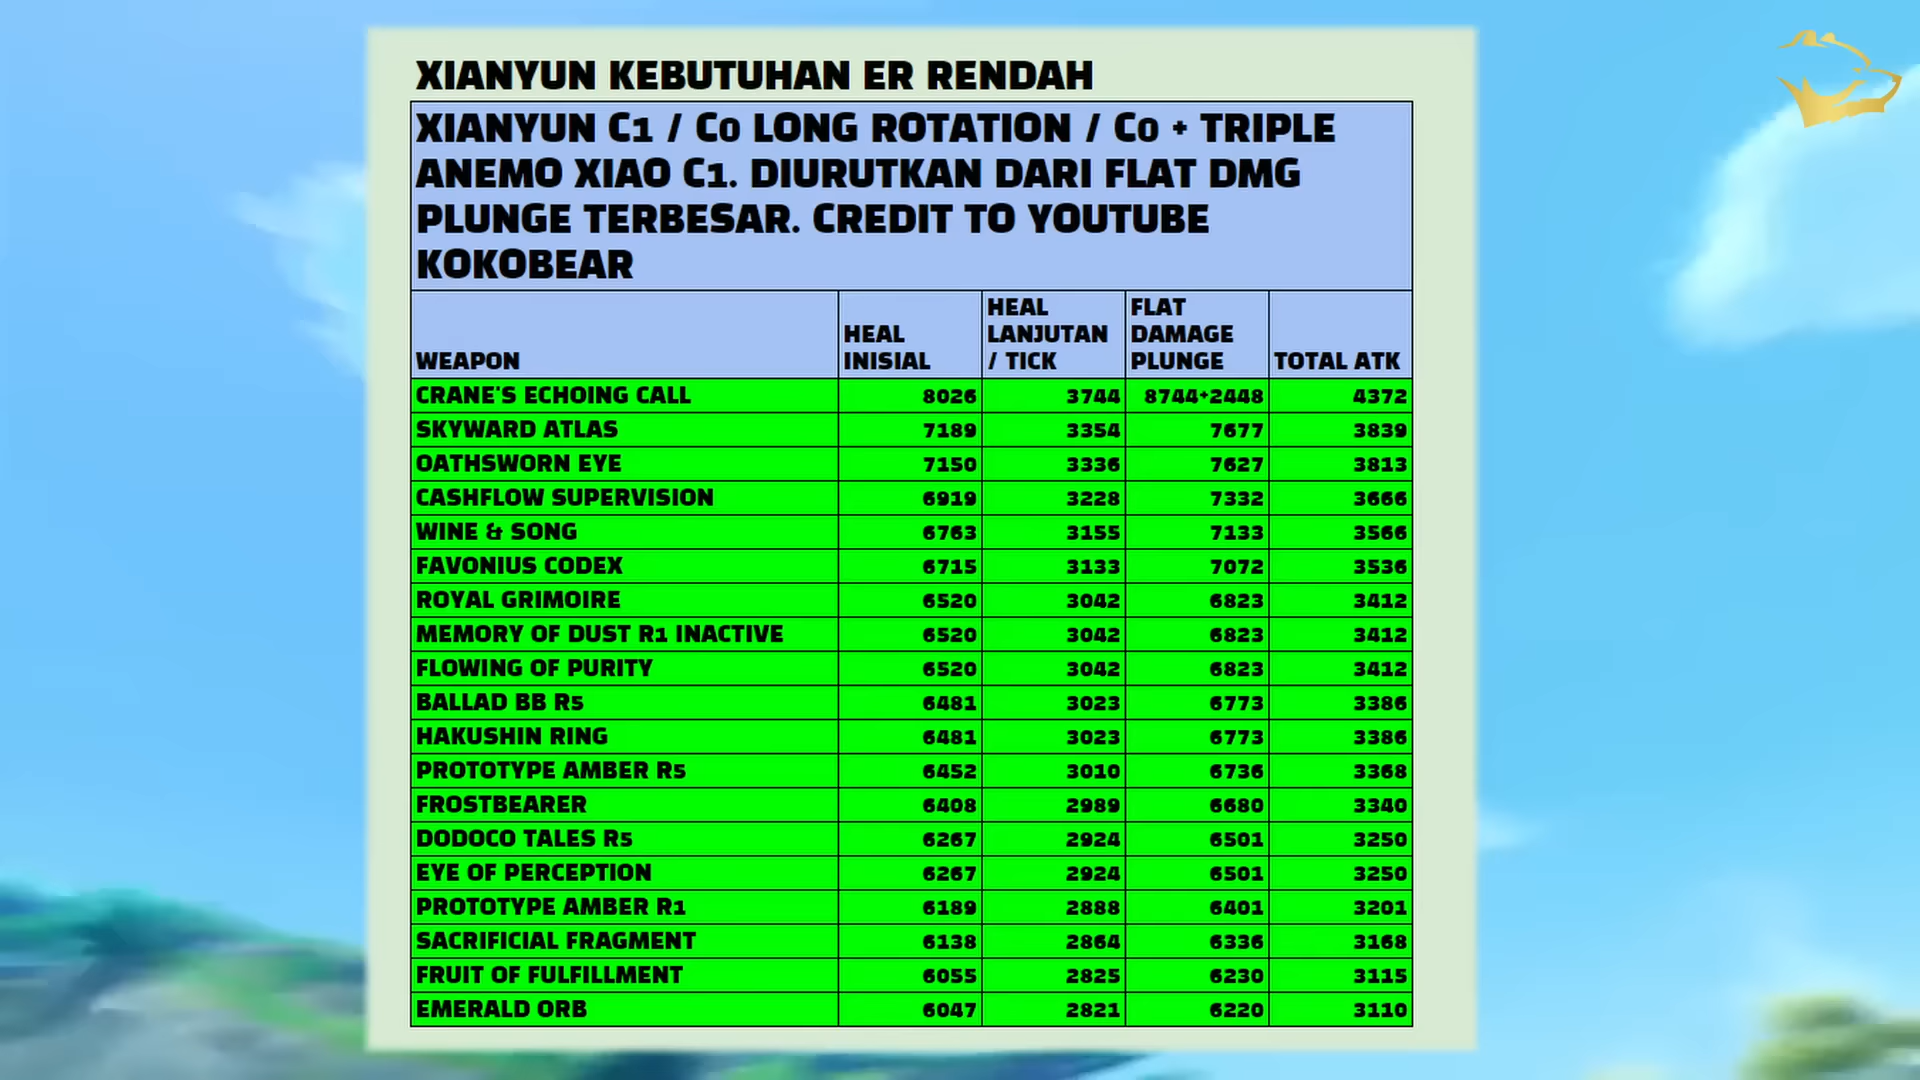 XIANYUN KEBUTUHAN ER RENDAH
XIANYUN C1 / C0 LONG ROTATION / C0 + TRIPLE
ANEMO XIAO C1. DIURUTKAN DARI FLAT DMG
PLUNGE TERBESAR. CREDIT TO YOUTUBE
KOKOBEAR
WEAPON HEAL INISIAL HEAL LANJUTAN / TICK FLAT DAMAGE PLUNGE TOTAL ATK
CRANE'S ECHOING CALL 8026 3744 8744+2448 4372
SKYWARD ATLAS 7189 3354 7677 3839
OATHSWORN EYE 7150 3336 7627 3813
CASHFLOW SUPERVISION 6919 3228 7332 3666
WINE & SONG 6763 3155 7133 3566
FAVONIUS CODEX 6715 3133 7072 3536
ROYAL GRIMOIRE 6520 3042 6823 3412
MEMORY OF DUST R1 INACTIVE 6520 3042 6823 3412
FLOWING OF PURITY 6520 3042 6823 3412
BALLAD BB R5 6481 3023 6773 3386
HAKUSHIN RING 6481 3023 6773 3386
PROTOTYPE AMBER R5 6452 3010 6736 3368
FROSTBEARER 6408 2989 6680 3340
DODOCO TALES R5 6267 2924 6501 3250
EYE OF PERCEPTION 6267 2924 6501 3250
PROTOTYPE AMBER R1 6189 2888 6401 3201
SACRIFICIAL FRAGMENT 6138 2864 6336 3168
FRUIT OF FULFILLMENT 6055 2825 6230 3115
EMERALD ORB 6047 2821 6220 3110